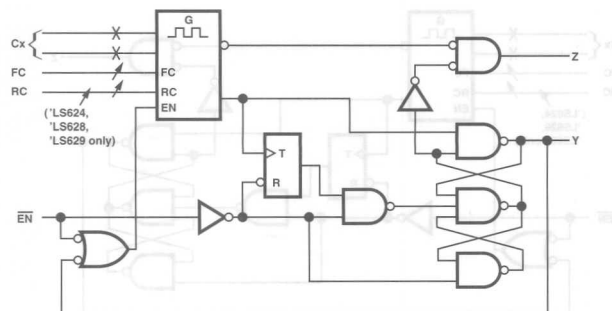 G
Cx
FC
FC
RC
RC
EN
('LS624,
'LS628,
'LS629 only)
Z
Y
T
R
EN